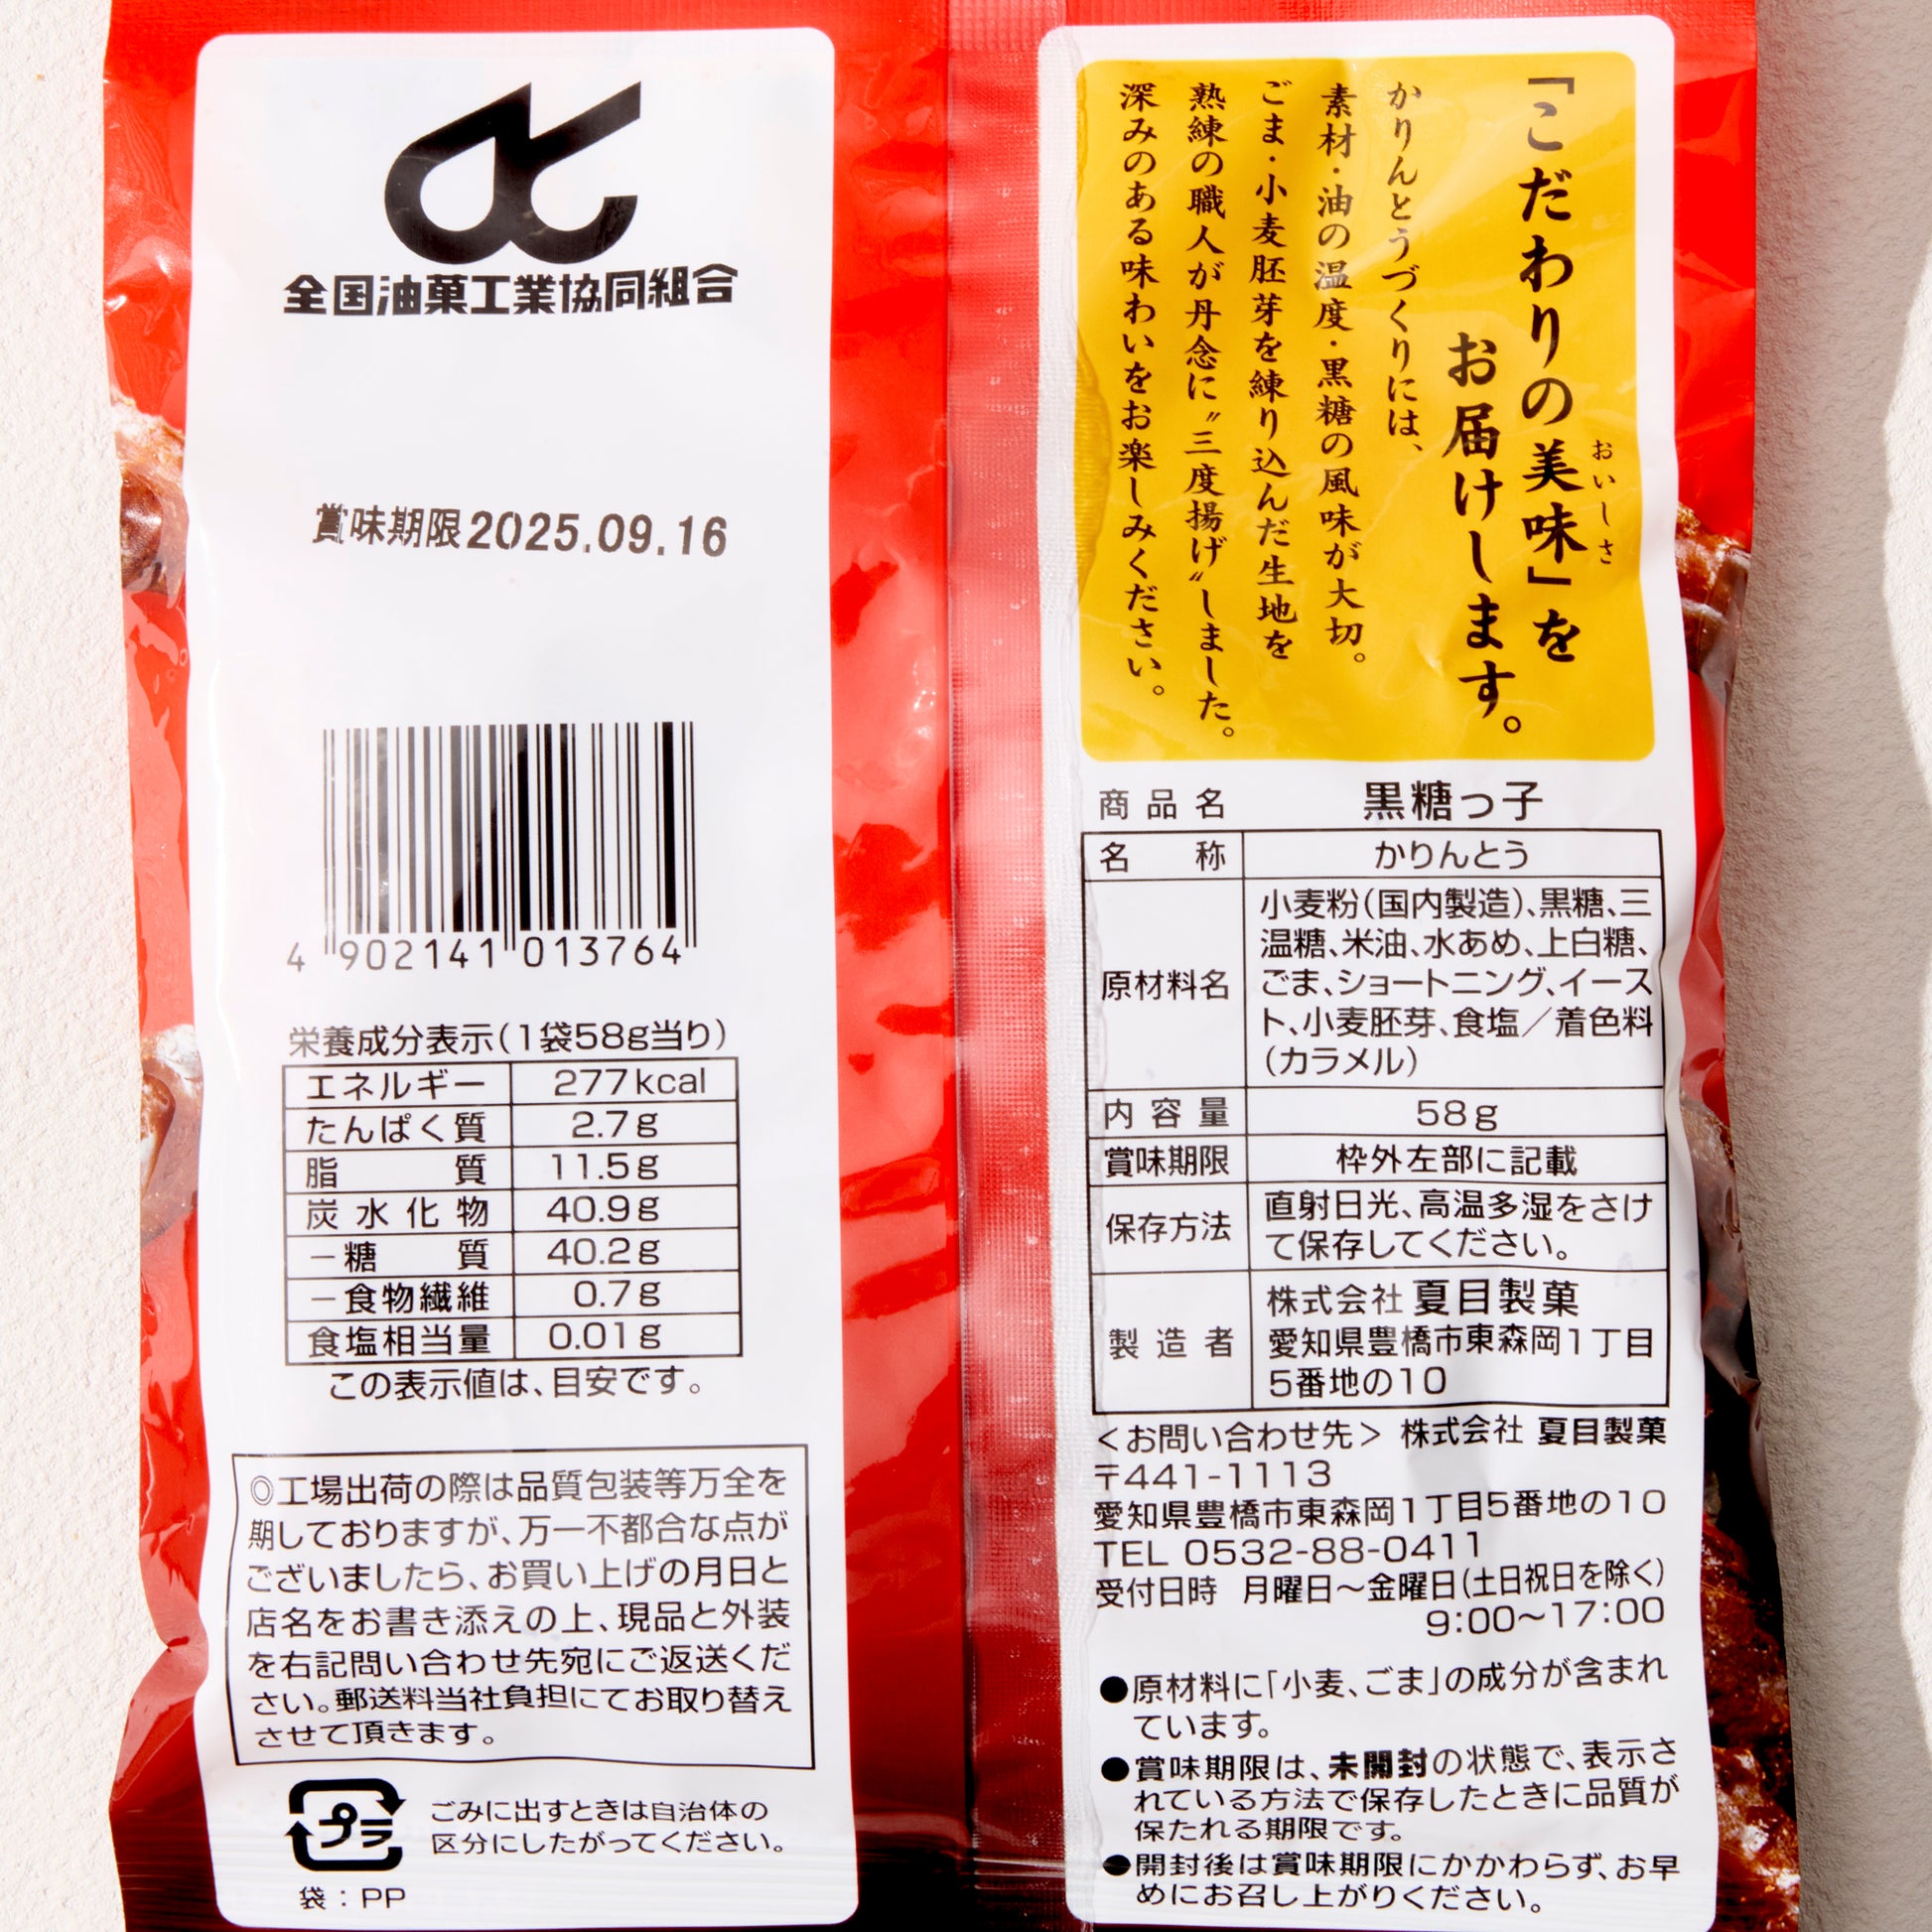 全国油菓工業協同組合
賞味期限2025.09.16
4 902141 013764
栄養成分表示(1袋58g当り)
エネルギー 277kcal
たんぱく質 2.7g
脂質 11.5g
炭水化物 40.9g
－糖質 40.2g
－食物繊維 0.7g
食塩相当量 0.01g
この表示値は、目安です。
◎工場出荷の際は品質包装等万全を
期しておりますが、万一不都合な点が
ございましたら、お買い上げの月日と
店名をお書き添えの上、現品と外装
を右記問い合わせ先宛にご返送くだ
さい。郵送料当社負担にてお取り替え
させて頂きます。
プラ
ごみに出すときは自治体の
区分にしたがってください。
袋：PP
「こだわりの美味」を
おいしさ
お届けします。
かりんとうづくりには、
素材・油の温度・黒糖の風味が大切。
ごま・小麦胚芽を練り込んだ生地を
熟練の職人が丹念に〝三度揚げ〟しました。
深みのある味わいをお楽しみください。
商品名 黒糖っ子
名称 かりんとう
原材料名
小麦粉(国内製造)、黒糖、三
温糖、米油、水あめ、上白糖、
ごま、ショートニング、イース
ト、小麦胚芽、食塩／着色料
(カラメル)
内容量 58g
賞味期限 枠外左部に記載
保存方法
直射日光、高温多湿をさけ
て保存してください。
製造者
株式会社 夏目製菓
愛知県豊橋市東森岡1丁目
5番地の10
＜お問い合わせ先＞ 株式会社 夏目製菓
〒441-1113
愛知県豊橋市東森岡1丁目5番地の10
TEL 0532-88-0411
受付日時 月曜日～金曜日(土日祝日を除く)
9:00～17:00
●原材料に「小麦、ごま」の成分が含まれ
ています。
●賞味期限は、未開封の状態で、表示さ
れている方法で保存したときに品質が
保たれる期限です。
●開封後は賞味期限にかかわらず、お早
めにお召し上がりください。